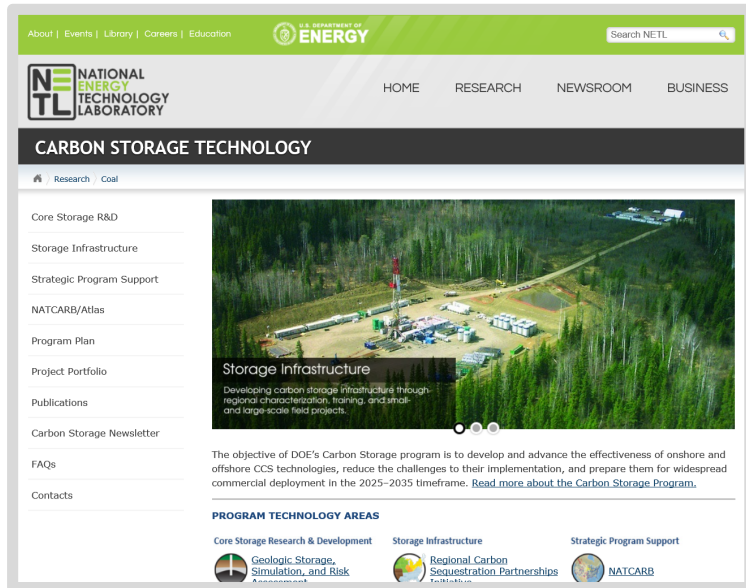 About | Events | Library | Careers | Education
U.S. DEPARTMENT OF
ENERGY
Search NETL
NETL
NATIONAL
ENERGY
TECHNOLOGY
LABORATORY
HOME RESEARCH NEWSROOM BUSINESS
CARBON STORAGE TECHNOLOGY
Research / Coal
Core Storage R&D
Storage Infrastructure
Strategic Program Support
NATCARB/Atlas
Program Plan
Project Portfolio
Publications
Carbon Storage Newsletter
FAQs
Contacts
Storage Infrastructure
Developing carbon storage infrastructure through
regional characterization, training, and small-
and large-scale field projects.
The objective of DOE's Carbon Storage program is to develop and advance the effectiveness of onshore and
offshore CCS technologies, reduce the challenges to their implementation, and prepare them for widespread
commercial deployment in the 2025–2035 timeframe. Read more about the Carbon Storage Program.
PROGRAM TECHNOLOGY AREAS
Core Storage Research & Development
Geologic Storage,
Simulation, and Risk
Assessment
Storage Infrastructure
Regional Carbon
Sequestration Partnerships
Initiative
Strategic Program Support
NATCARB